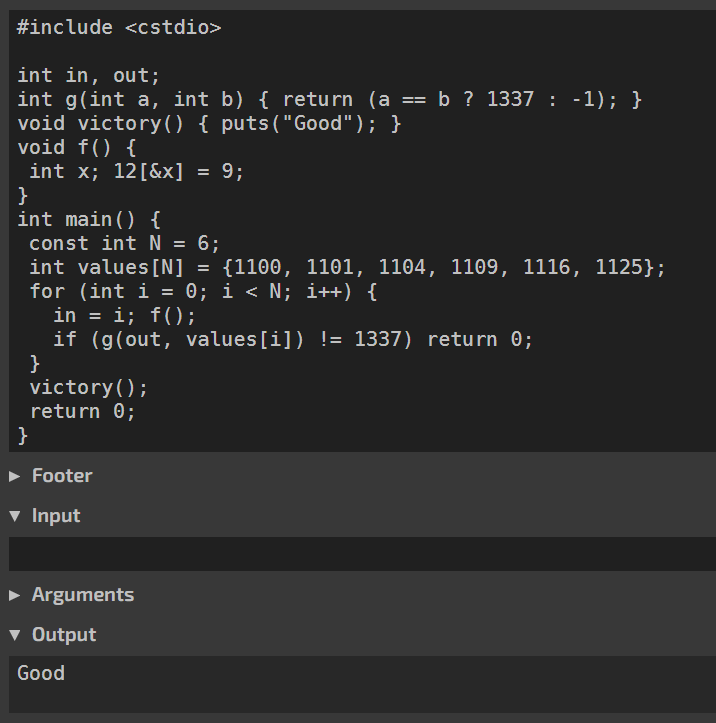 #include <cstdio>

int in, out;
int g(int a, int b) { return (a == b ? 1337 : -1); }
void victory() { puts("Good"); }
void f() {
 int x; 12[&x] = 9;
}
int main() {
 const int N = 6;
 int values[N] = {1100, 1101, 1104, 1109, 1116, 1125};
 for (int i = 0; i < N; i++) {
   in = i; f();
   if (g(out, values[i]) != 1337) return 0;
 }
 victory();
 return 0;
}
► Footer
▼ Input
► Arguments
▼ Output
Good